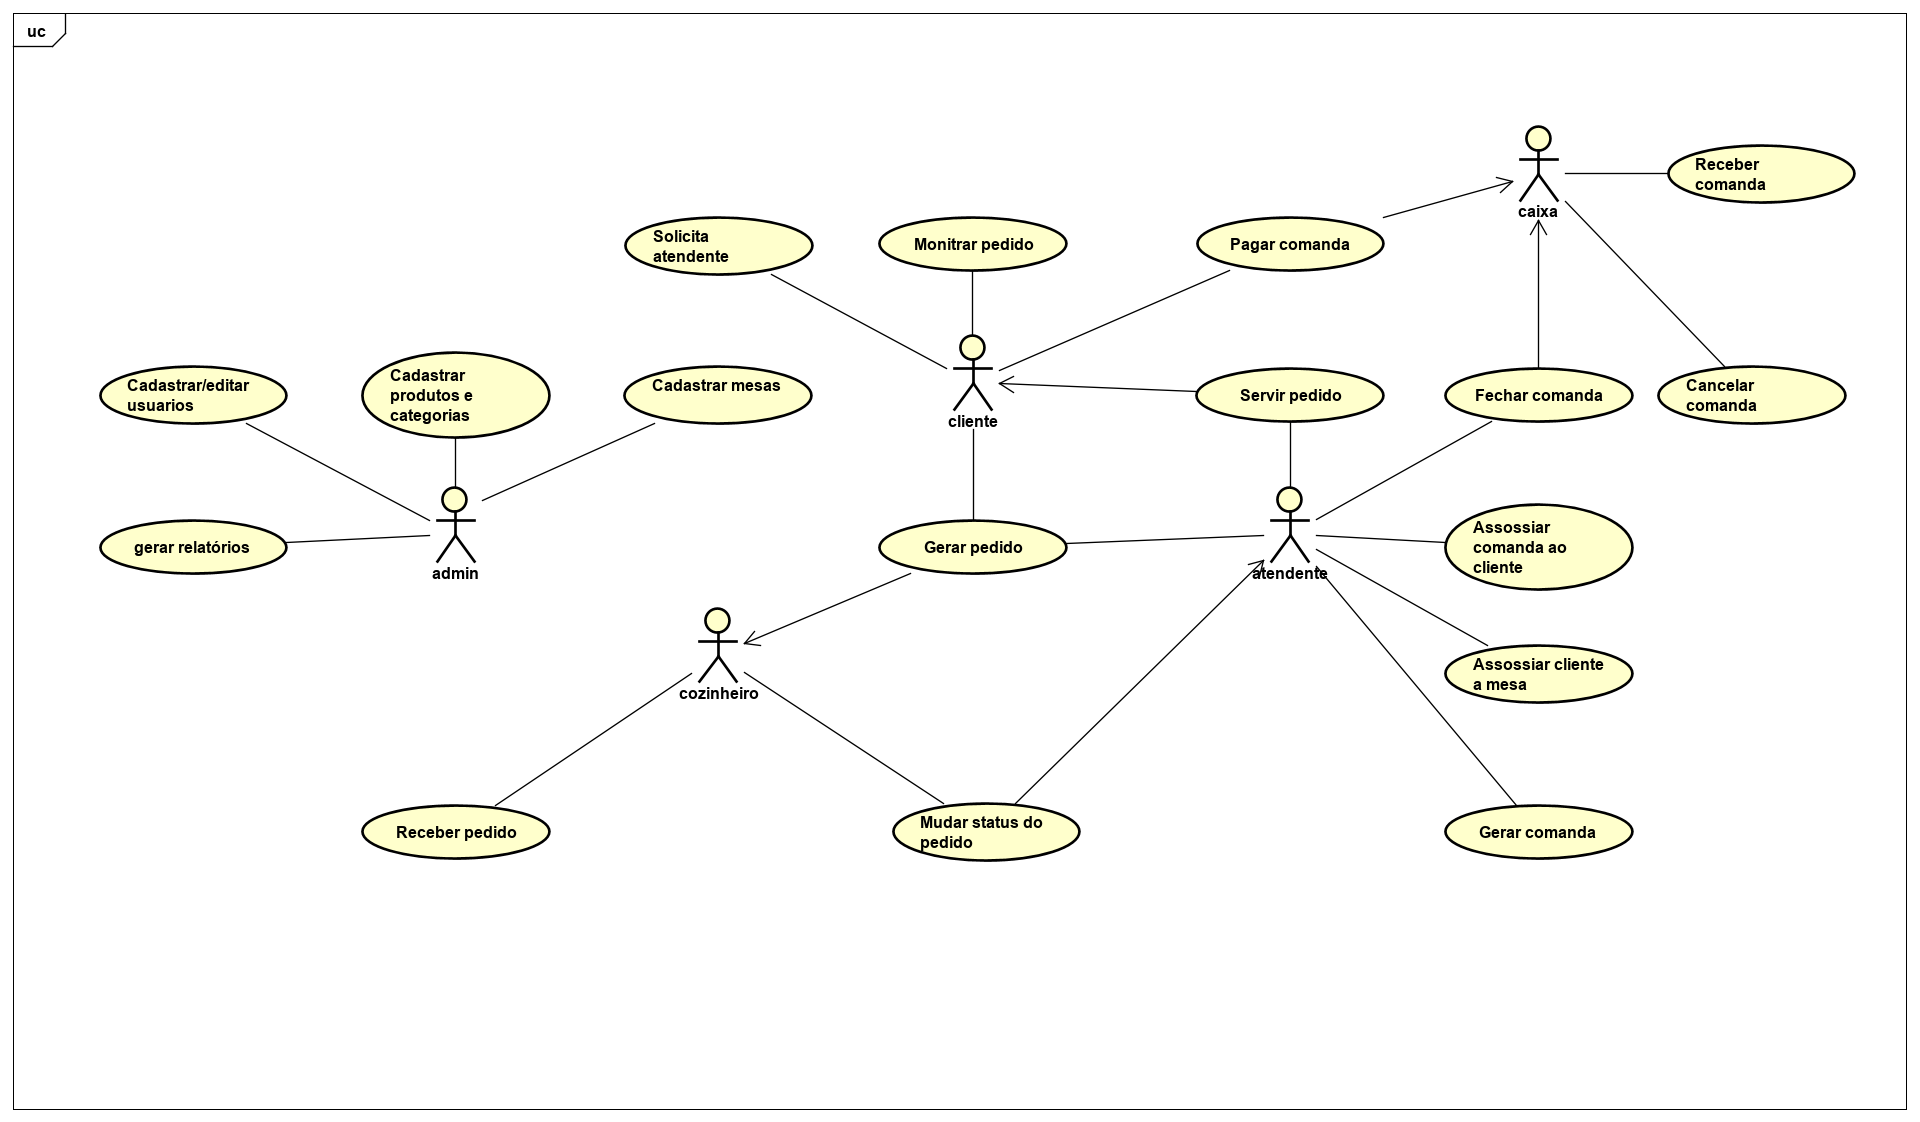 uc
Receber
comanda
caixa
Solicita
atendente
Monitrar pedido
Pagar comanda
Cadastrar/editar
usuarios
Cadastrar
produtos e
categorias
Cadastrar mesas
cliente
Servir pedido
Fechar comanda
Cancelar
comanda
gerar relatórios
admin
Gerar pedido
atendente
Assossiar
comanda ao
cliente
cozinheiro
Assossiar cliente
a mesa
Receber pedido
Mudar status do
pedido
Gerar comanda